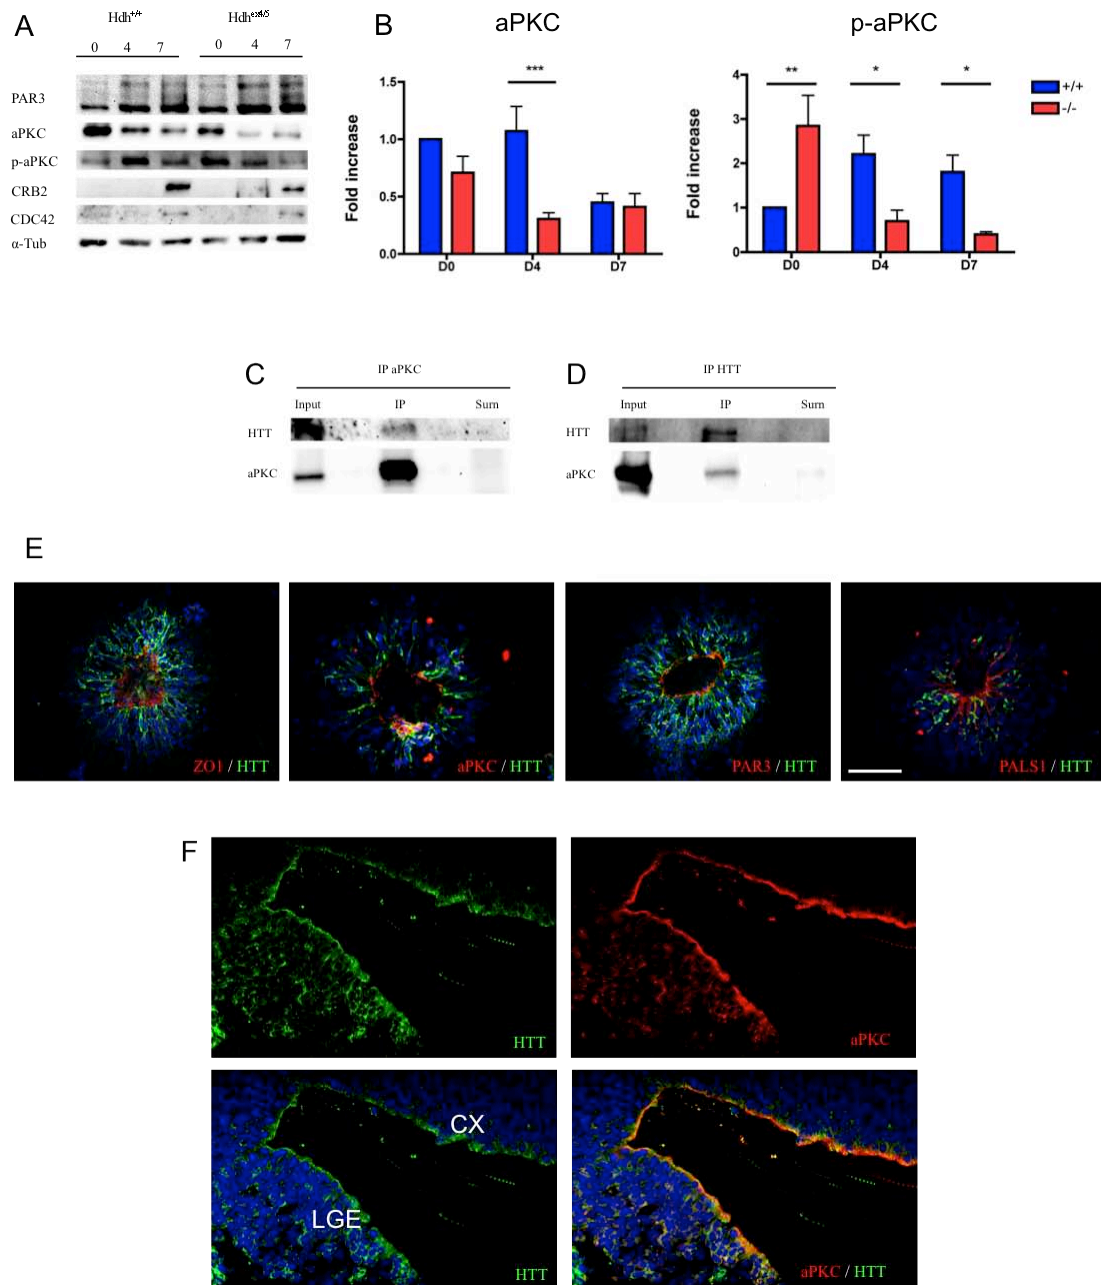 A
Hdh+/+ Hdhex4/5
0 4 7 0 4 7
PAR3
aPKC
p-aPKC
CRB2
CDC42
α-Tub
B
aPKC
Fold increase
1.5
1.0
0.5
0.0
***
D0 D4 D7
p-aPKC
Fold increase
4
3
2
1
0
** * *
D0 D4 D7
+/+
-/-
C
IP aPKC
Input IP Surn
HTT
aPKC
D
IP HTT
Input IP Surn
HTT
aPKC
E
ZO1 / HTT
aPKC / HTT
PAR3 / HTT
PALS1 / HTT
F
HTT
aPKC
CX
LGE
HTT
aPKC / HTT